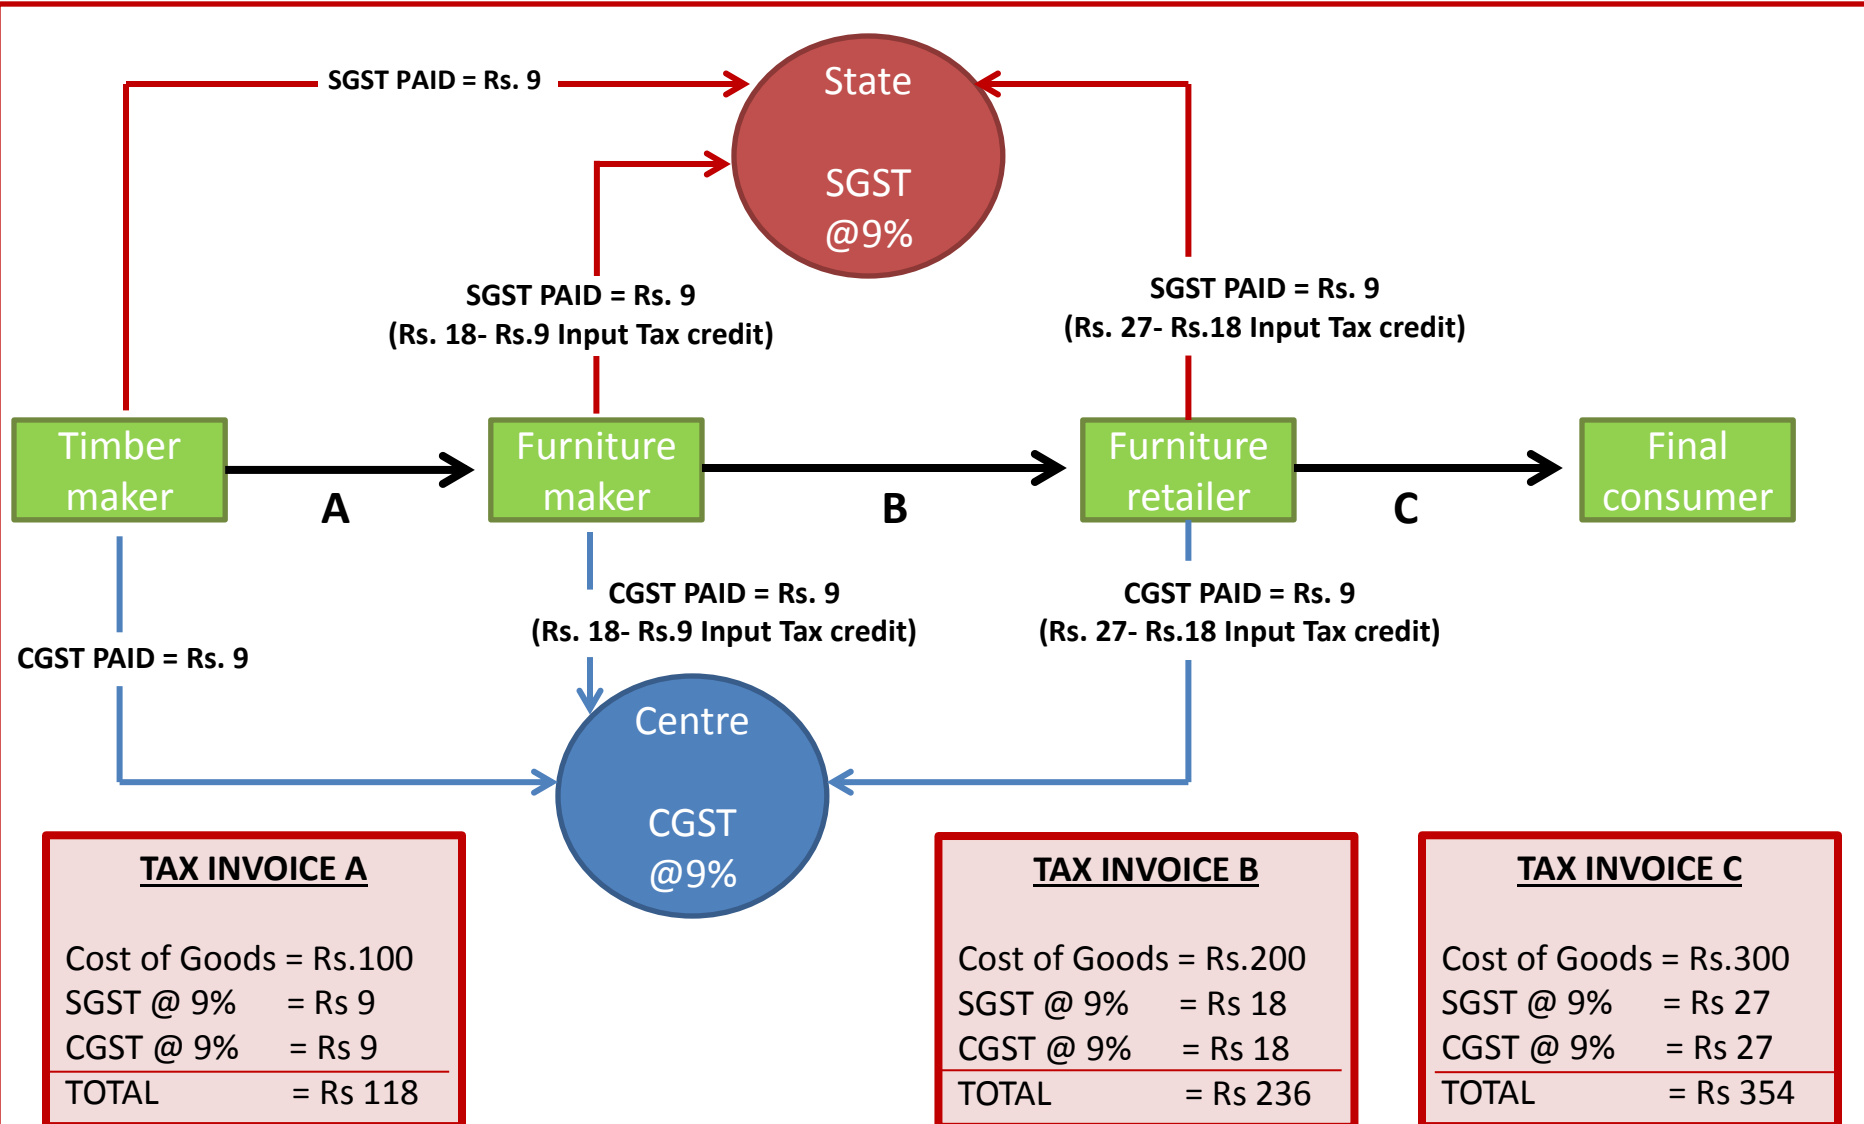 SGST PAID = Rs. 9
State
SGST
@9%
SGST PAID = Rs. 9
(Rs. 18- Rs.9 Input Tax credit)
SGST PAID = Rs. 9
(Rs. 27- Rs.18 Input Tax credit)
Timber
maker
A
Furniture
maker
B
Furniture
retailer
C
Final
consumer
CGST PAID = Rs. 9
CGST PAID = Rs. 9
(Rs. 18- Rs.9 Input Tax credit)
CGST PAID = Rs. 9
(Rs. 27- Rs.18 Input Tax credit)
Centre
CGST
@9%
TAX INVOICE A
Cost of Goods = Rs.100
SGST @ 9% = Rs 9
CGST @ 9% = Rs 9
TOTAL = Rs 118
TAX INVOICE B
Cost of Goods = Rs.200
SGST @ 9% = Rs 18
CGST @ 9% = Rs 18
TOTAL = Rs 236
TAX INVOICE C
Cost of Goods = Rs.300
SGST @ 9% = Rs 27
CGST @ 9% = Rs 27
TOTAL = Rs 354